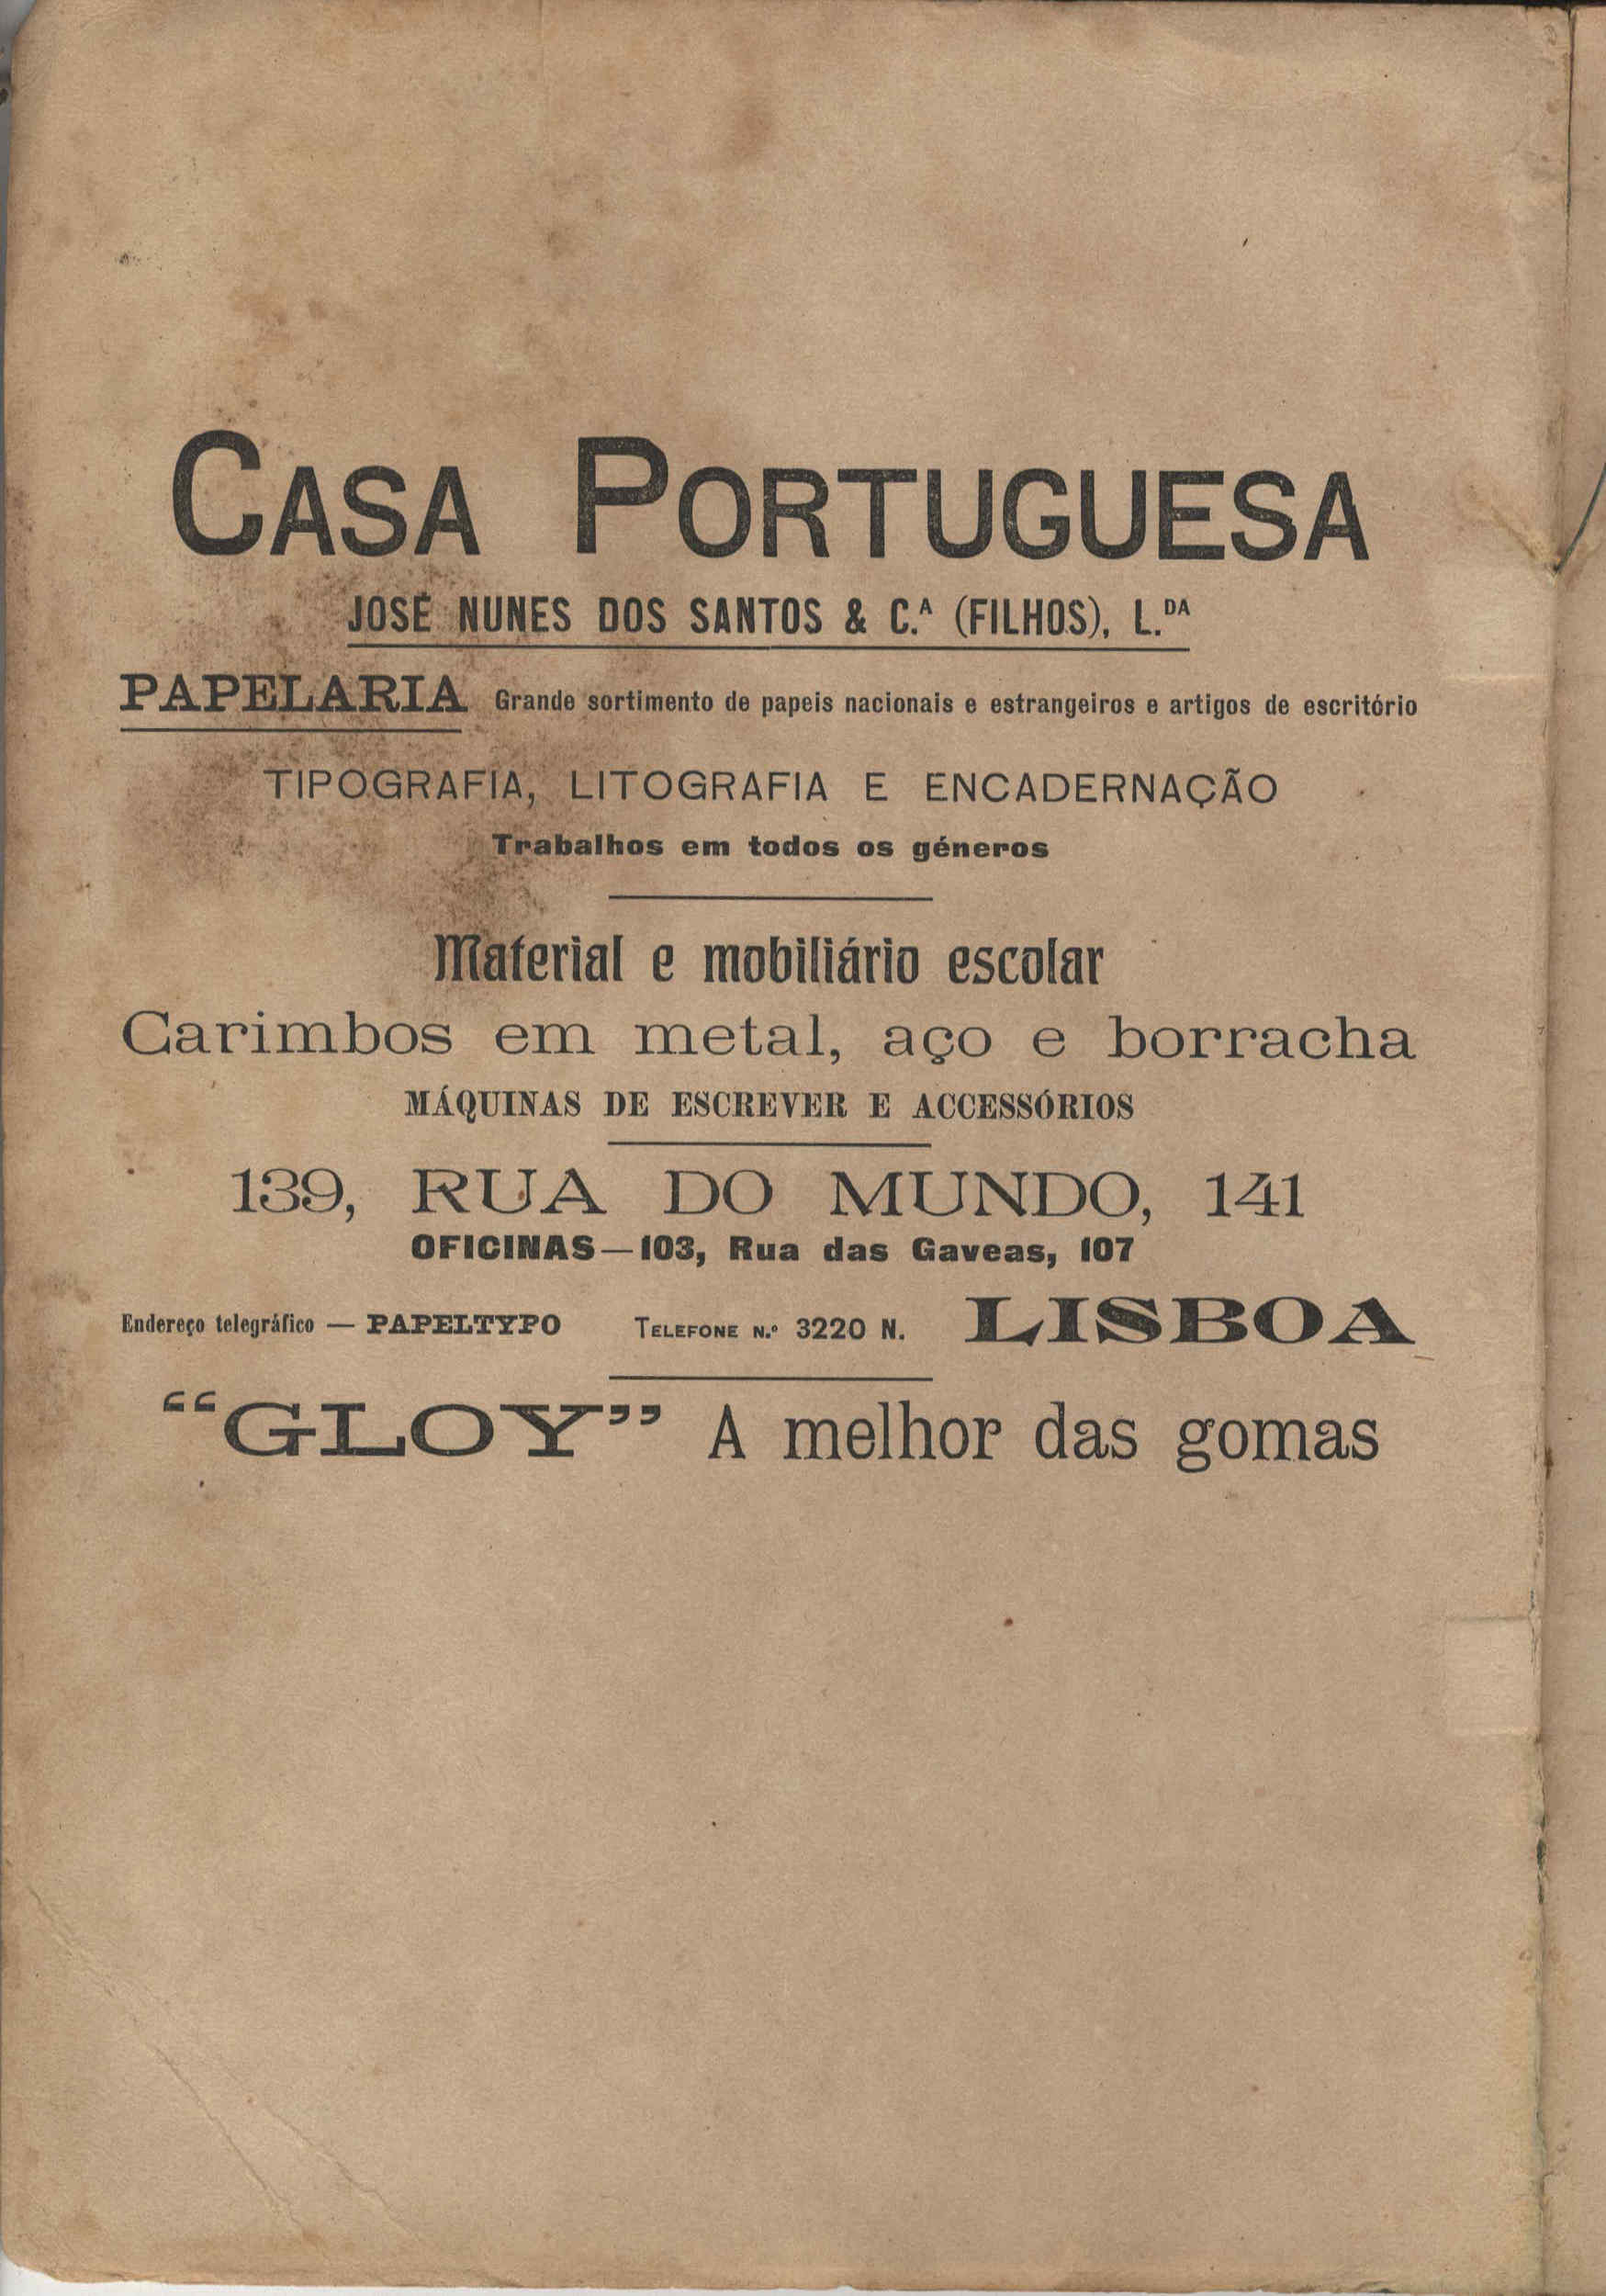 CASA PORTUGUESA
JOSÉ NUNES DOS SANTOS & C.A (FILHOS), L.DA
PAPELARIA Grande sortimento de papeis nacionais e estrangeiros e artigos de escritório
TIPOGRAFIA, LITOGRAFIA E ENCADERNAÇÃO
Trabalhos em todos os géneros
Material e mobiliário escolar
Carimbos em metal, aço e borracha
MÁQUINAS DE ESCREVER E ACCESSÓRIOS
139, RUA DO MUNDO, 141
OFICINAS—103, Rua das Gaveas, 107
Endereço telegráfico — PAPELTYPO TELEFONE N.º 3220 N. LISBOA
“GLOY” A melhor das gomas